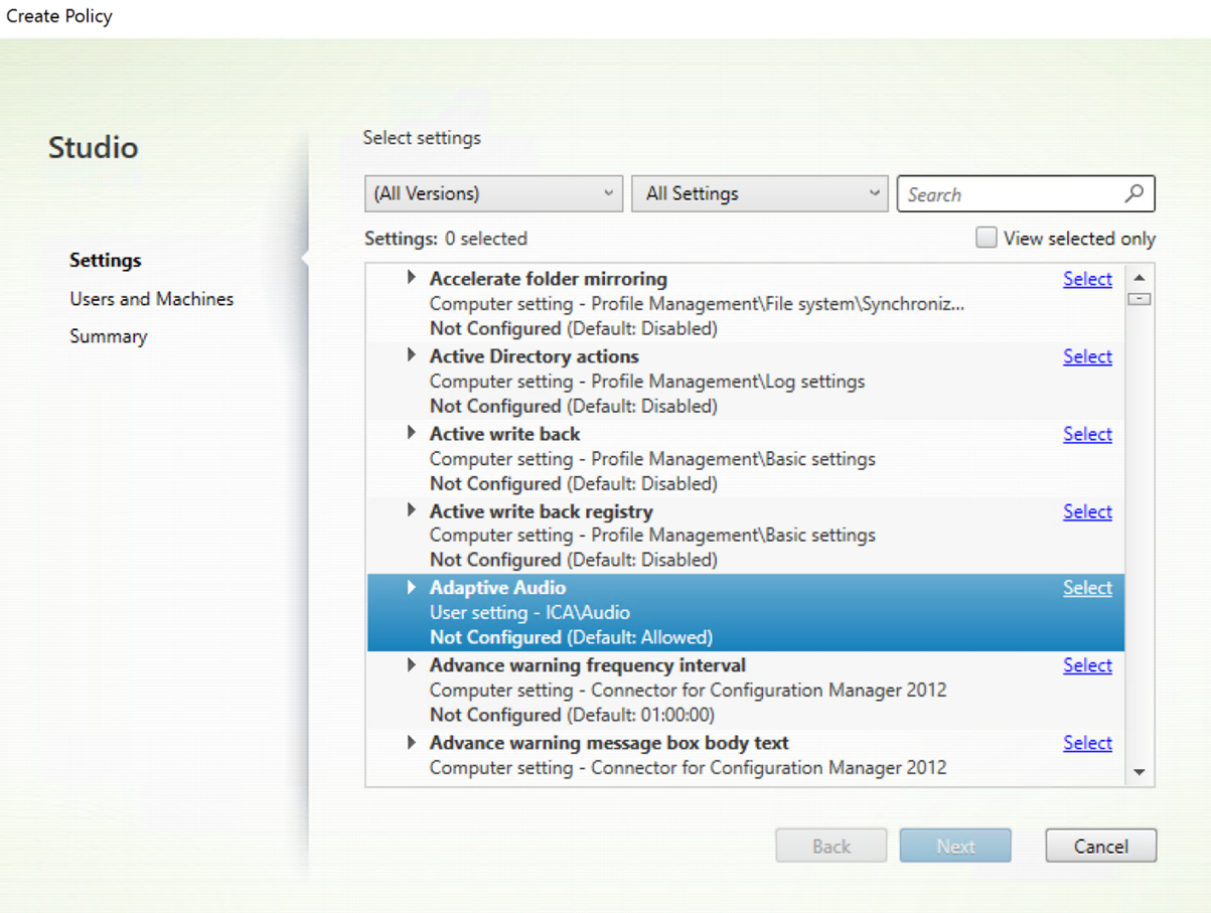 Create Policy
Studio
Settings
Users and Machines
Summary
Select settings
(All Versions)
All Settings
Search
Settings: 0 selected
View selected only
Accelerate folder mirroring Select
Computer setting - Profile Management\File system\Synchroniz...
Not Configured (Default: Disabled)
Active Directory actions Select
Computer setting - Profile Management\Log settings
Not Configured (Default: Disabled)
Active write back Select
Computer setting - Profile Management\Basic settings
Not Configured (Default: Disabled)
Active write back registry Select
Computer setting - Profile Management\Basic settings
Not Configured (Default: Disabled)
Adaptive Audio Select
User setting - ICA\Audio
Not Configured (Default: Allowed)
Advance warning frequency interval Select
Computer setting - Connector for Configuration Manager 2012
Not Configured (Default: 01:00:00)
Advance warning message box body text Select
Computer setting - Connector for Configuration Manager 2012
Back
Next
Cancel